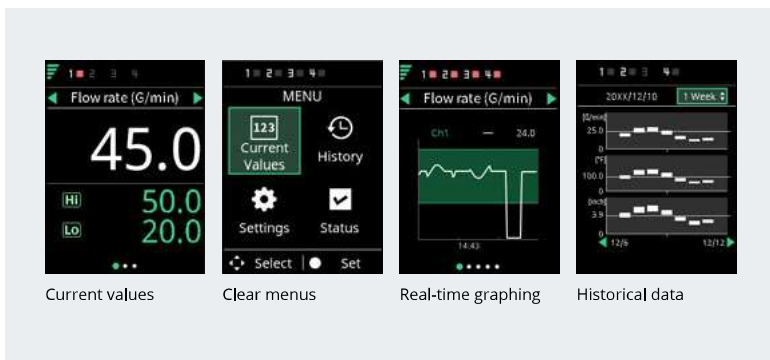 1 2 3 4
Flow rate (G/min)
45.0
Hi 50.0
Lo 20.0
Current values
1 2 3 4
MENU
123
Current
Values
History
Settings
Status
Select | Set
Clear menus
1 2 3 4
Flow rate (G/min)
Ch1 — 24.0
14:43
Real-time graphing
1 2 3 4
20XX/12/10 1 Week
[G/min]
25.0
0
[°F]
100.0
0
[inch]
3.9
0
12/6 12/12
Historical data